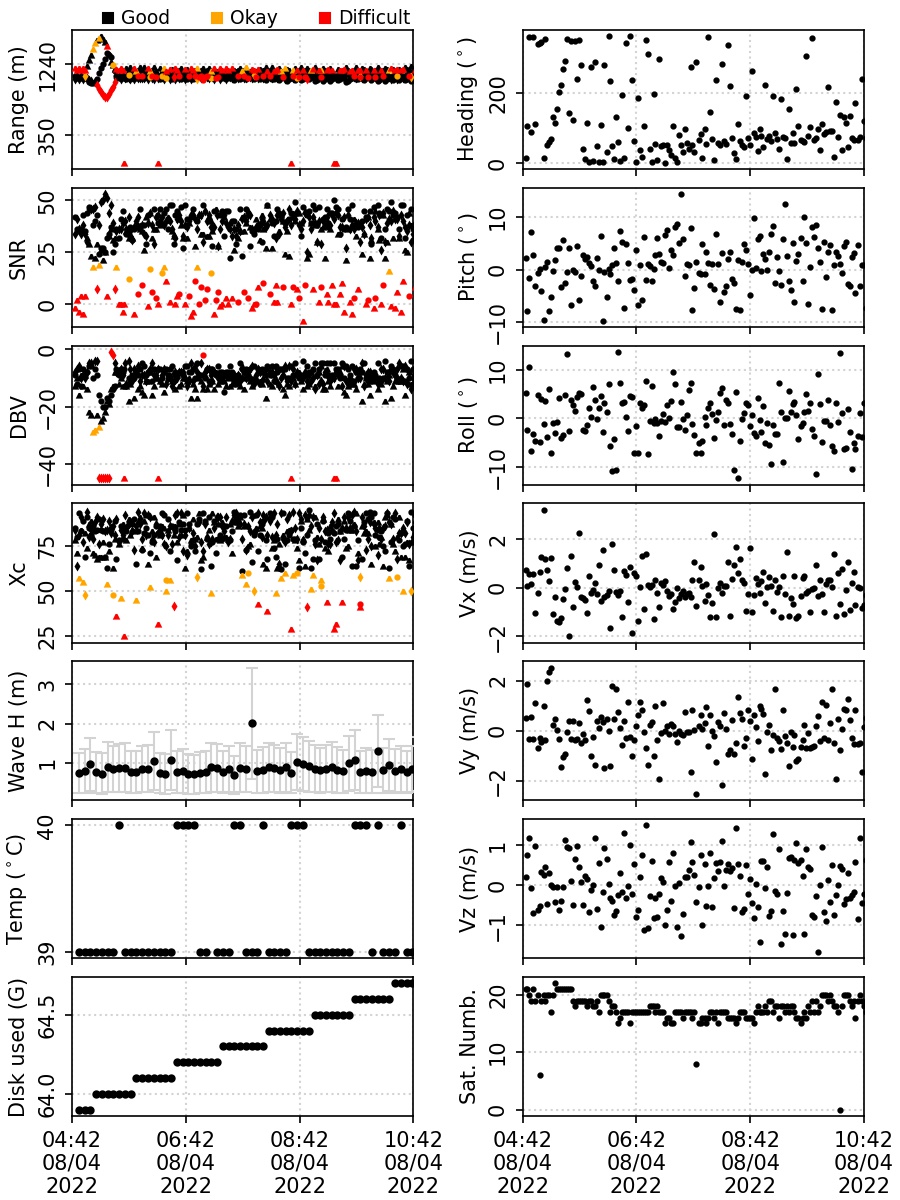 Good Okay Difficult
Range (m)
1240
350
SNR
50
25
0
DBV
0
−20
−40
Xc
75
50
25
Wave H (m)
3
2
1
Temp (°C)
40
39
Disk used (G)
64.5
64.0
04:42 06:42 08:42 10:42
08/04 08/04 08/04 08/04
2022 2022 2022 2022
Heading (°)
200
0
Pitch (°)
10
0
−10
Roll (°)
10
0
−10
Vx (m/s)
2
0
−2
Vy (m/s)
2
0
−2
Vz (m/s)
1
0
−1
Sat. Numb.
20
10
0
04:42 06:42 08:42 10:42
08/04 08/04 08/04 08/04
2022 2022 2022 2022